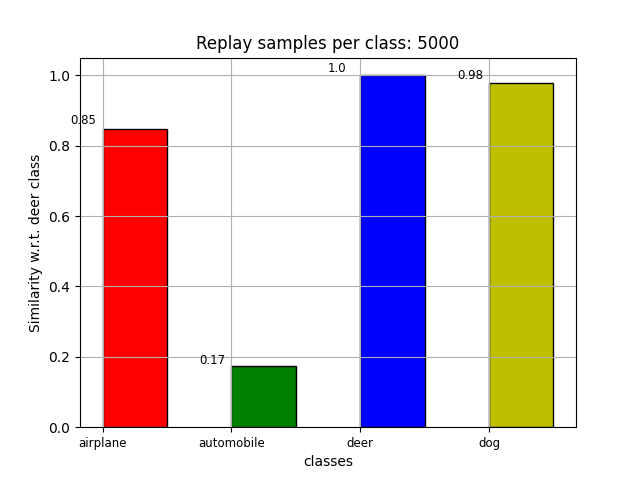 Replay samples per class: 5000
Similarity w.r.t. deer class
1.0
0.8
0.6
0.4
0.2
0.0
0.85
0.17
1.0
0.98
airplane
automobile
deer
dog
classes